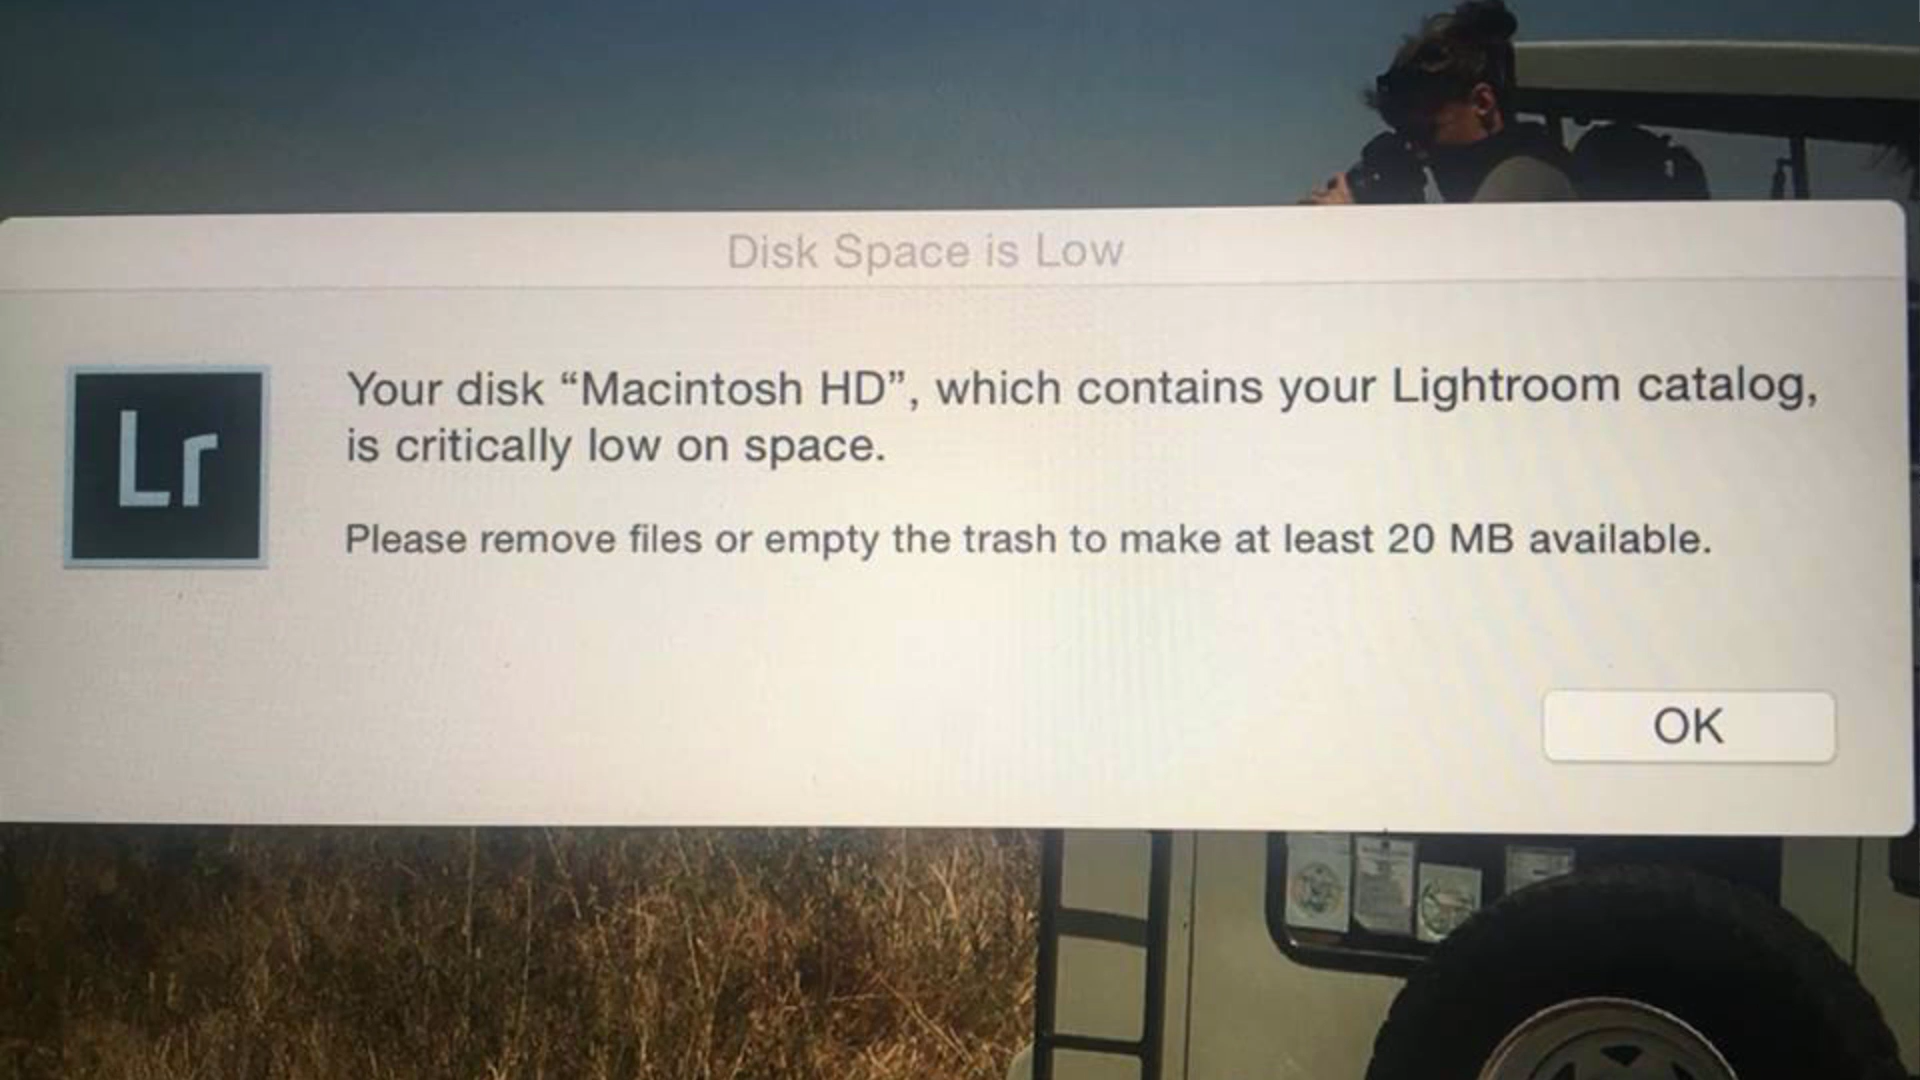 Disk Space is Low
Lr
Your disk “Macintosh HD”, which contains your Lightroom catalog,
is critically low on space.
Please remove files or empty the trash to make at least 20 MB available.
OK